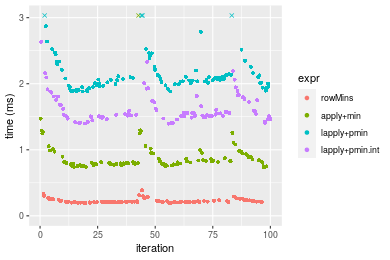 3
2
1
0
time (ms)
0
25
50
75
100
iteration
expr
rowMins
apply+min
lapply+pmin
lapply+pmin.int